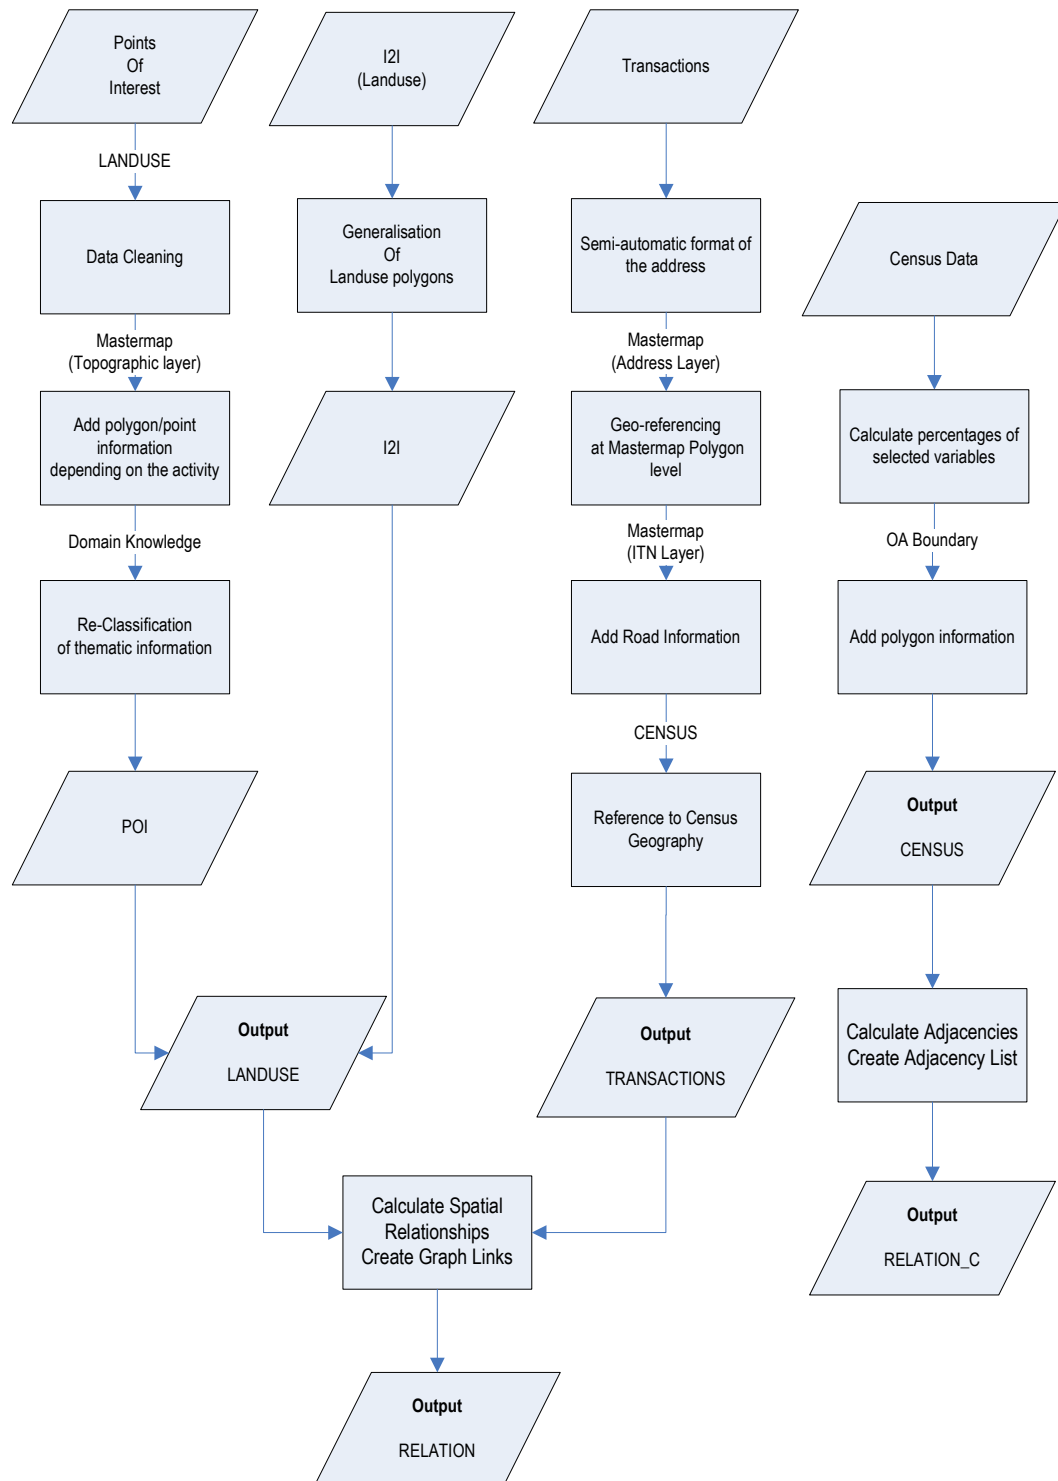 Points
Of
Interest
LANDUSE
Data Cleaning
Mastermap
(Topographic layer)
Add polygon/point
information
depending on the activity
Domain Knowledge
Re-Classification
of thematic information
POI
I2I
(Landuse)
Generalisation
Of
Landuse polygons
I2I
Output
LANDUSE
Transactions
Semi-automatic format of
the address
Mastermap
(Address Layer)
Geo-referencing
at Mastermap Polygon
level
Mastermap
(ITN Layer)
Add Road Information
CENSUS
Reference to Census
Geography
Output
TRANSACTIONS
Calculate Spatial
Relationships
Create Graph Links
Output
RELATION
Census Data
Calculate percentages of
selected variables
OA Boundary
Add polygon information
Output
CENSUS
Calculate Adjacencies
Create Adjacency List
Output
RELATION_C